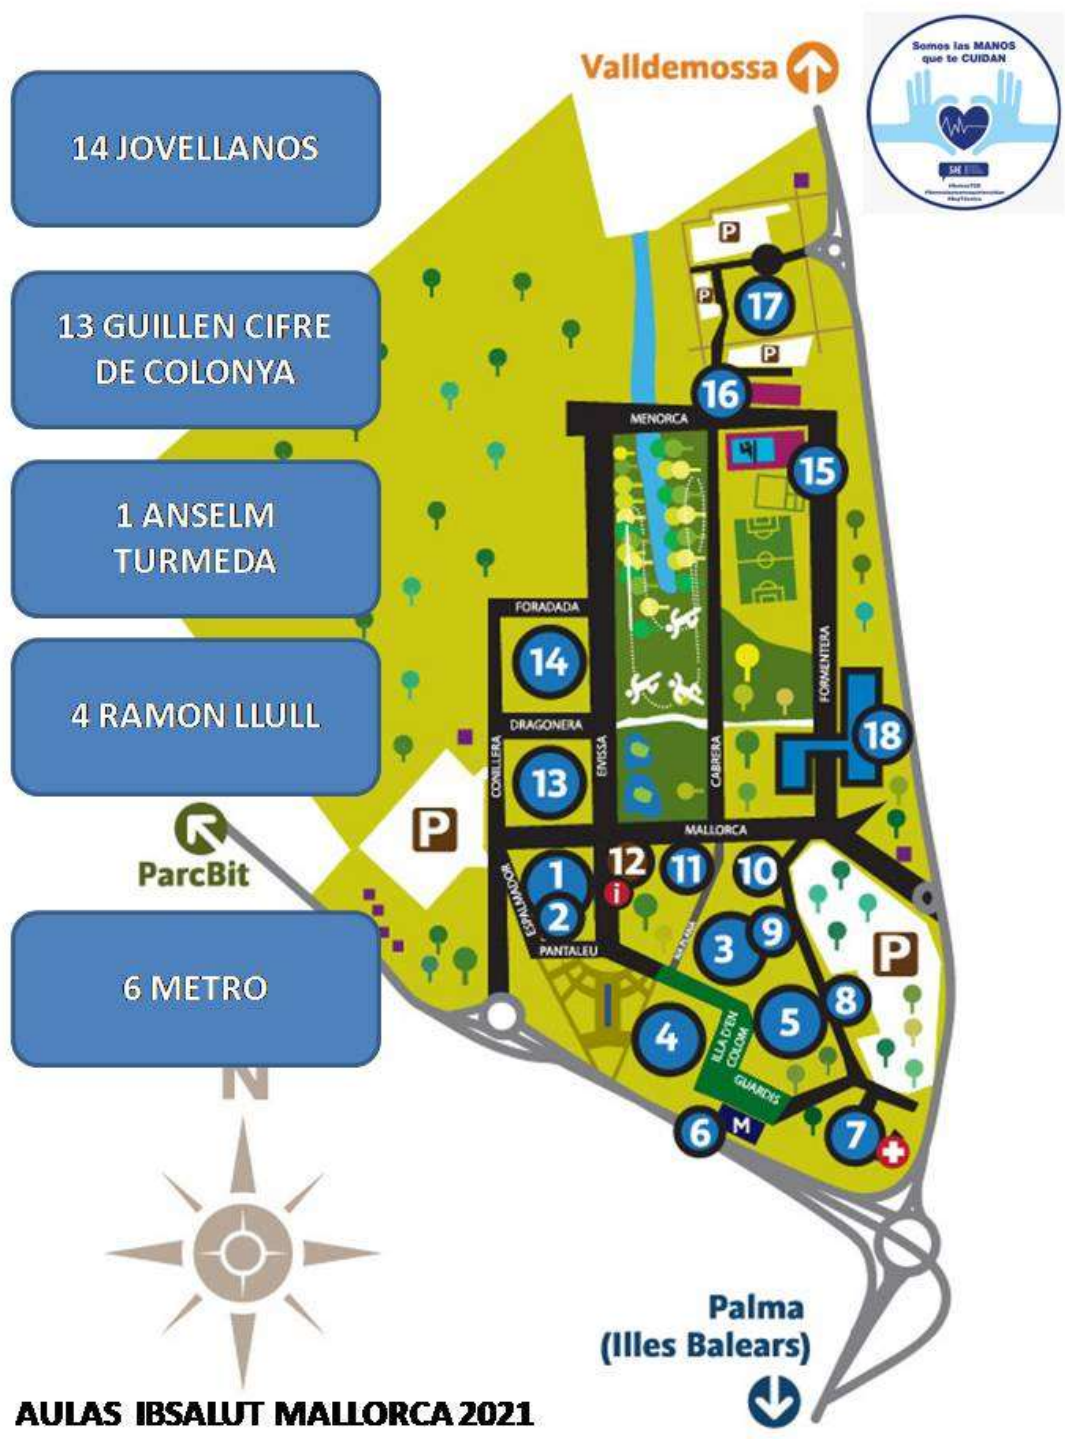 Valldemossa
Somos las MANOS
que te CUIDAN
SAE
14 JOVELLANOS
13 GUILLEN CIFRE
DE COLONYA
1 ANSELM
TURMEDA
4 RAMON LLULL
6 METRO
P
P
17
P
16
MENORCA
15
FORADADA
14
FORMENTERA
DRAGONERA
CONILLERA
EIVISSA
CABRERA
18
13
MALLORCA
P
ParcBit
ESPALMADOR
1
2
12
i
11
10
PANTALEU
3
9
P
8
4
5
ILLA D'EN
COLOM
GUARDIS
6
M
7
N
Palma
(Illes Balears)
AULAS IBSALUT MALLORCA 2021